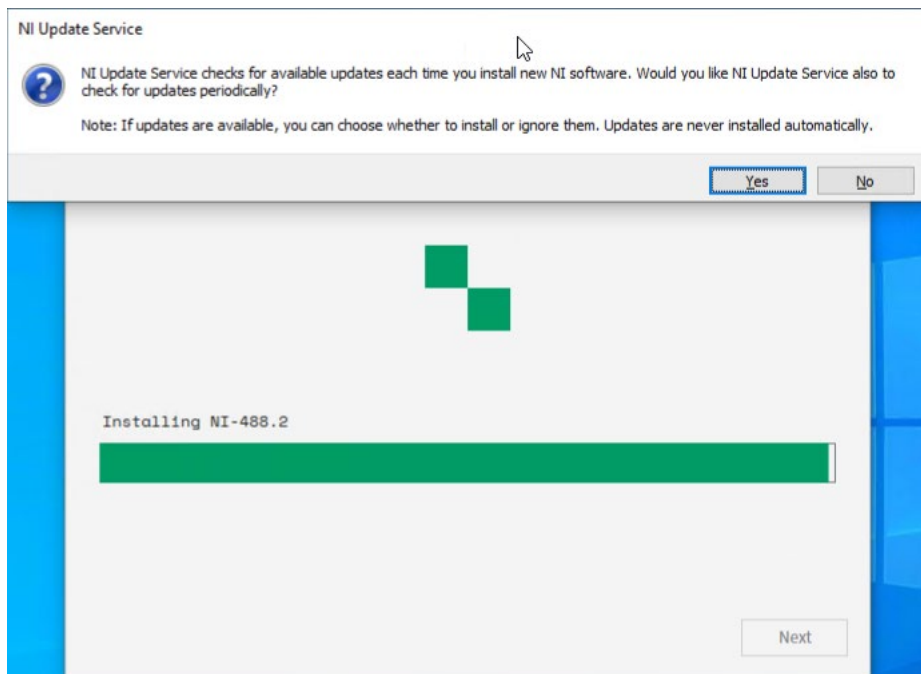 NI Update Service
NI Update Service checks for available updates each time you install new NI software. Would you like NI Update Service also to
check for updates periodically?
Note: If updates are available, you can choose whether to install or ignore them. Updates are never installed automatically.
Yes No
Installing NI-488.2
Next